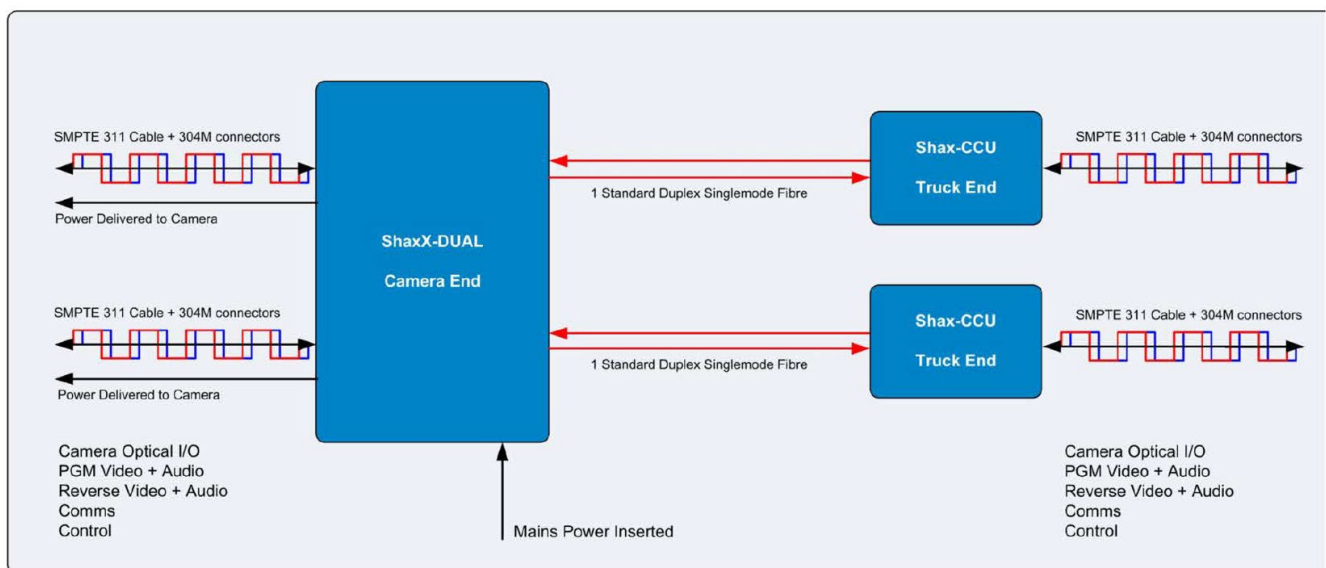 SMPTE 311 Cable + 304M connectors
Power Delivered to Camera
SMPTE 311 Cable + 304M connectors
Power Delivered to Camera
Camera Optical I/O
PGM Video + Audio
Reverse Video + Audio
Comms
Control
ShaxX-DUAL
Camera End
Mains Power Inserted
1 Standard Duplex Singlemode Fibre
1 Standard Duplex Singlemode Fibre
Shax-CCU
Truck End
Shax-CCU
Truck End
SMPTE 311 Cable + 304M connectors
SMPTE 311 Cable + 304M connectors
Camera Optical I/O
PGM Video + Audio
Reverse Video + Audio
Comms
Control